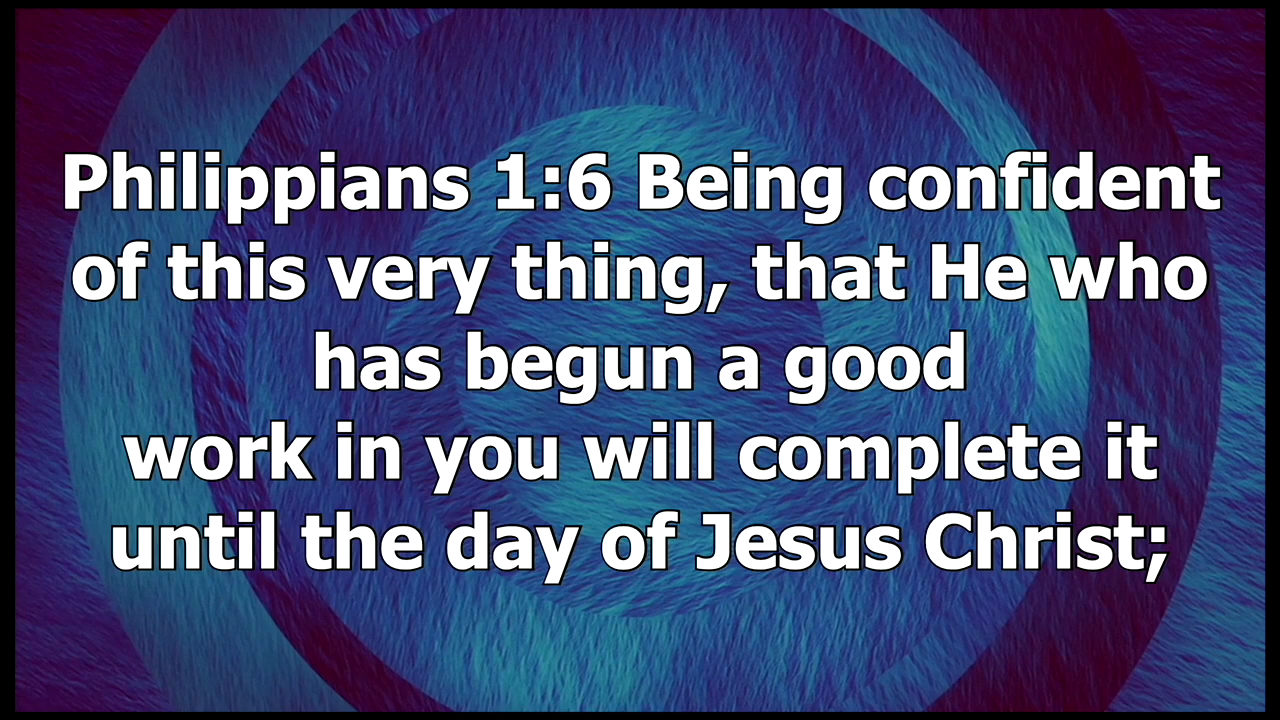 Philippians 1:6 Being confident
of this very thing, that He who
has begun a good
work in you will complete it
until the day of Jesus Christ;